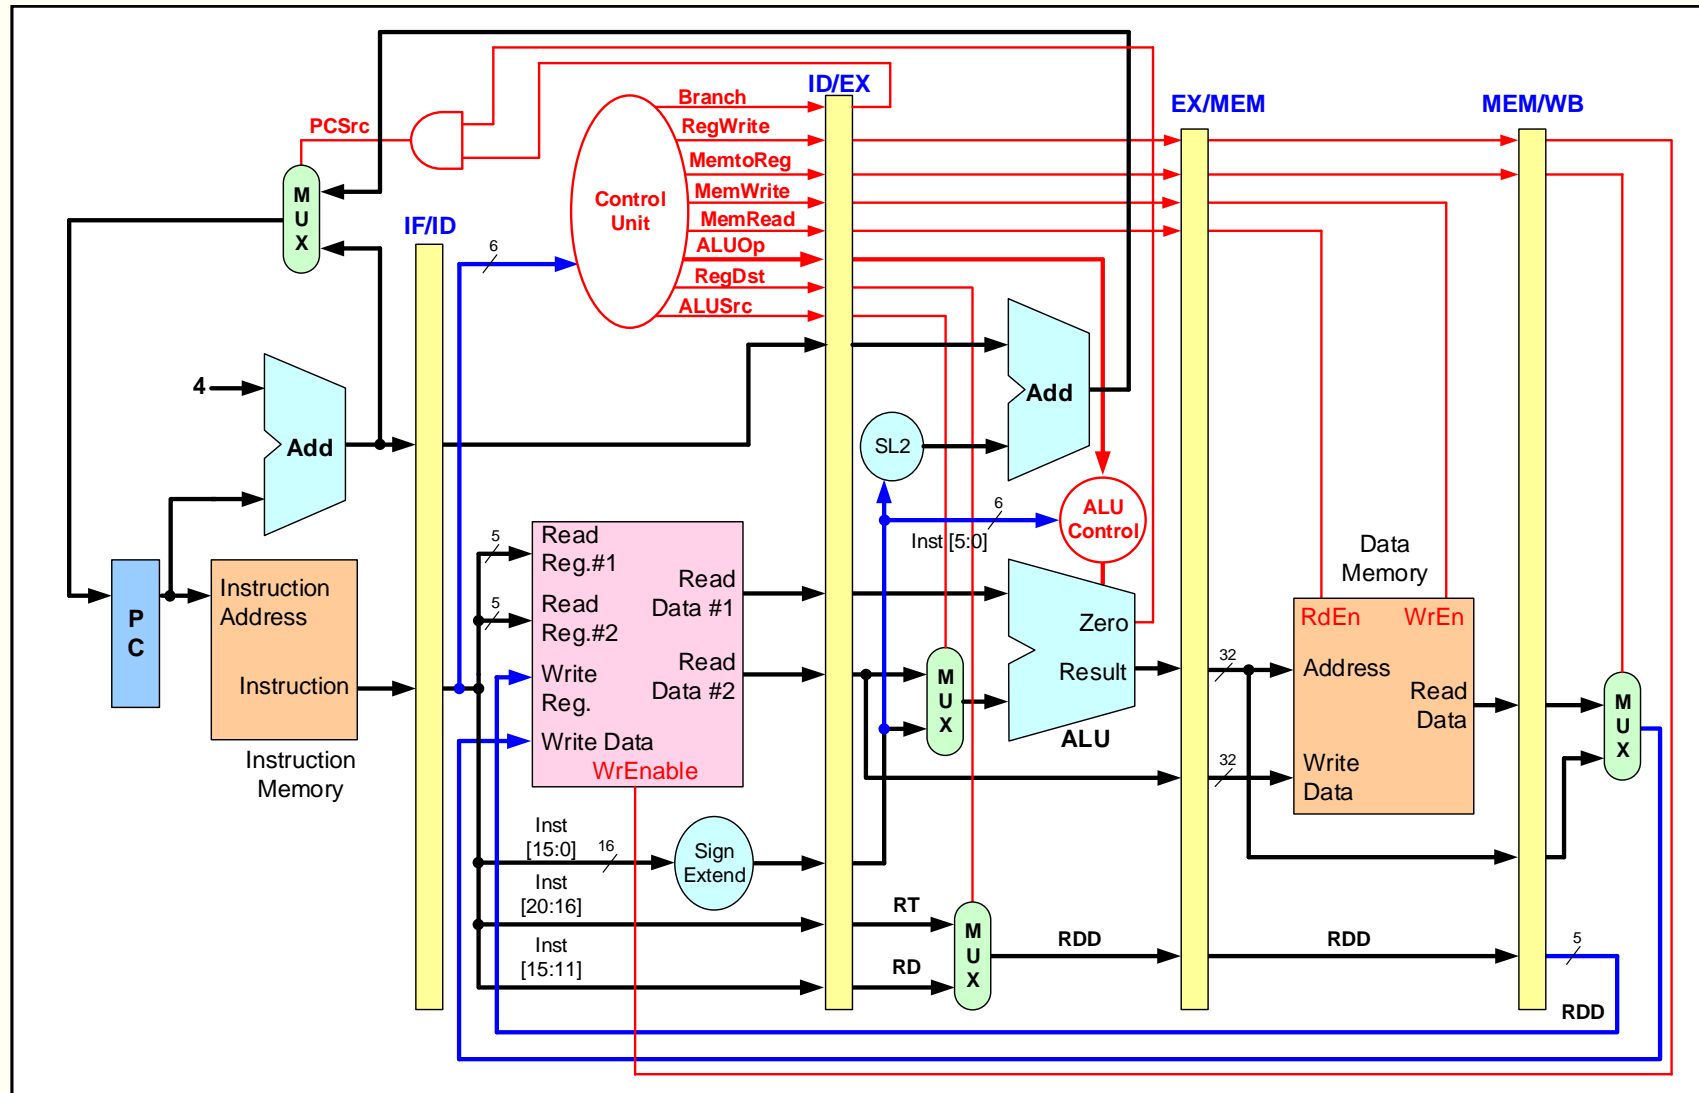 ID/EX
EX/MEM
MEM/WB
IF/ID
PCSrc
M
U
X
Control
Unit
Branch
RegWrite
MemtoReg
MemWrite
MemRead
ALUOp
RegDst
ALUSrc
6
4
Add
Add
SL2
ALU
Control
6
Inst [5:0]
P
C
Instruction
Address
Instruction
Instruction
Memory
5
Read
Reg.#1
5
Read
Reg.#2
Write
Reg.
Write Data
WrEnable
Read
Data #1
Read
Data #2
M
U
X
Zero
Result
ALU
Data
Memory
RdEn
WrEn
32
Address
Read
Data
32
Write
Data
M
U
X
Inst
[15:0]
16
Sign
Extend
Inst
[20:16]
Inst
[15:11]
RT
RD
M
U
X
RDD
RDD
5
RDD